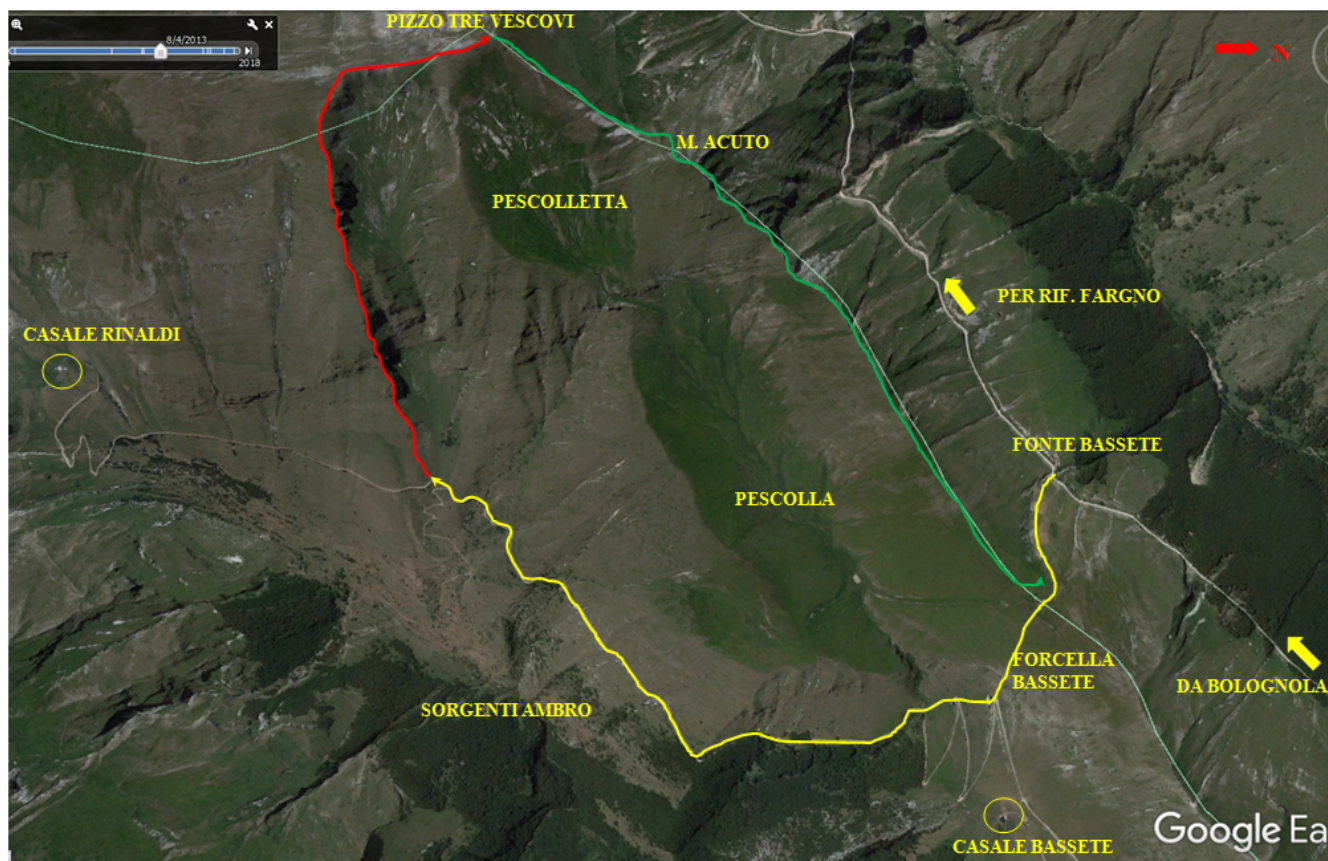 PIZZO TRE VESCOVI
8/4/2013
2018
N
M. ACUTO
PESCOLLETTA
PER RIF. FARGNO
CASALE RINALDI
FONTE BASSETE
PESCOLLA
FORCELLA
BASSETE
DA BOLOGNOLA
SORGENTI AMBRO
CASALE BASSETE
Google Ea